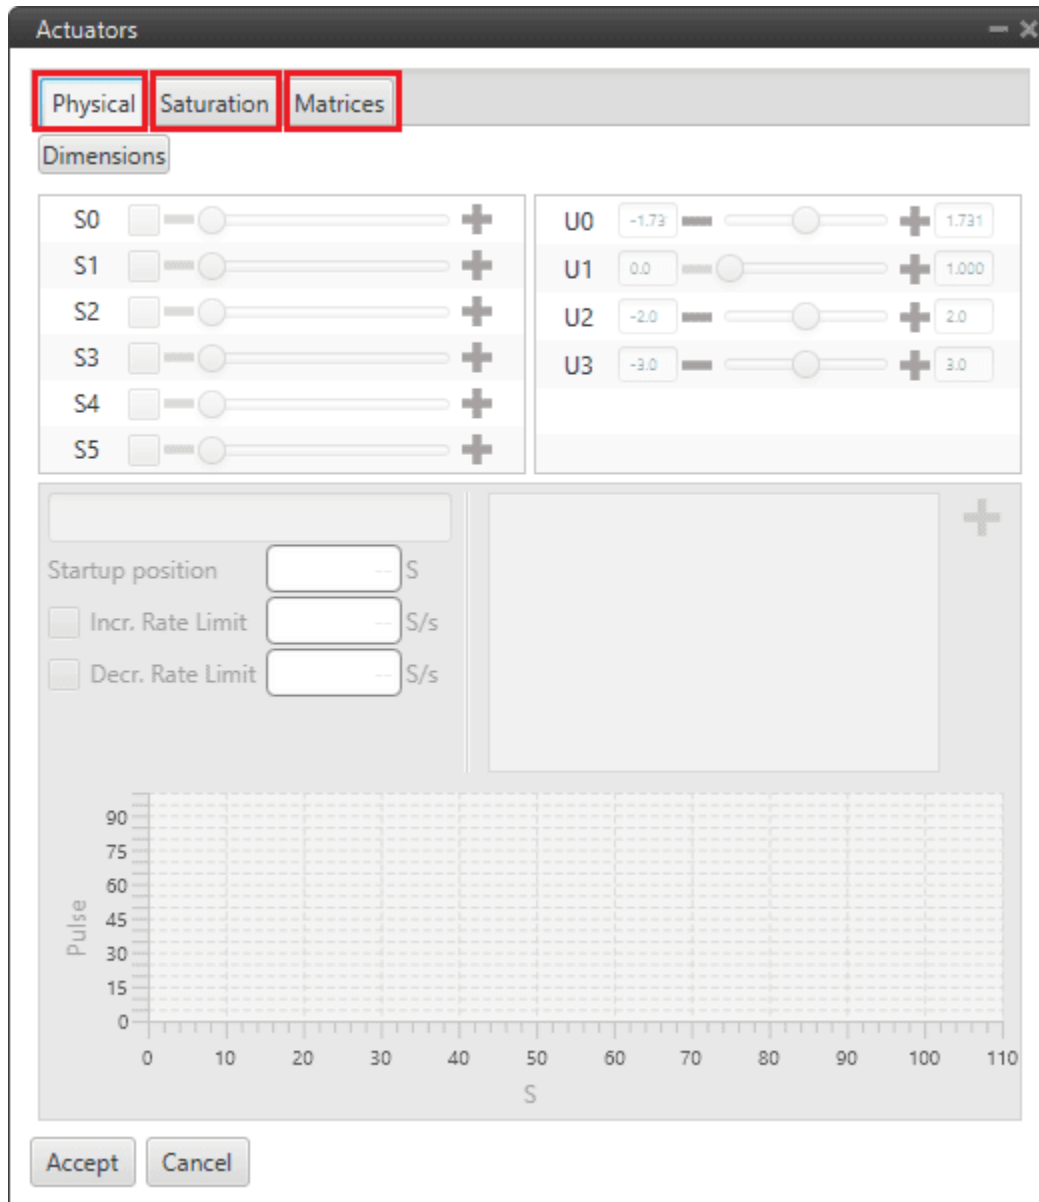 Actuators
Physical Saturation Matrices
Dimensions
S0
S1
S2
S3
S4
S5
U0 -1.73 1.731
U1 0.0 1.000
U2 -2.0 2.0
U3 -3.0 3.0
Startup position -- S
Incr. Rate Limit -- S/s
Decr. Rate Limit -- S/s
Pulse
90
75
60
45
30
15
0
0 10 20 30 40 50 60 70 80 90 100 110
S
Accept Cancel